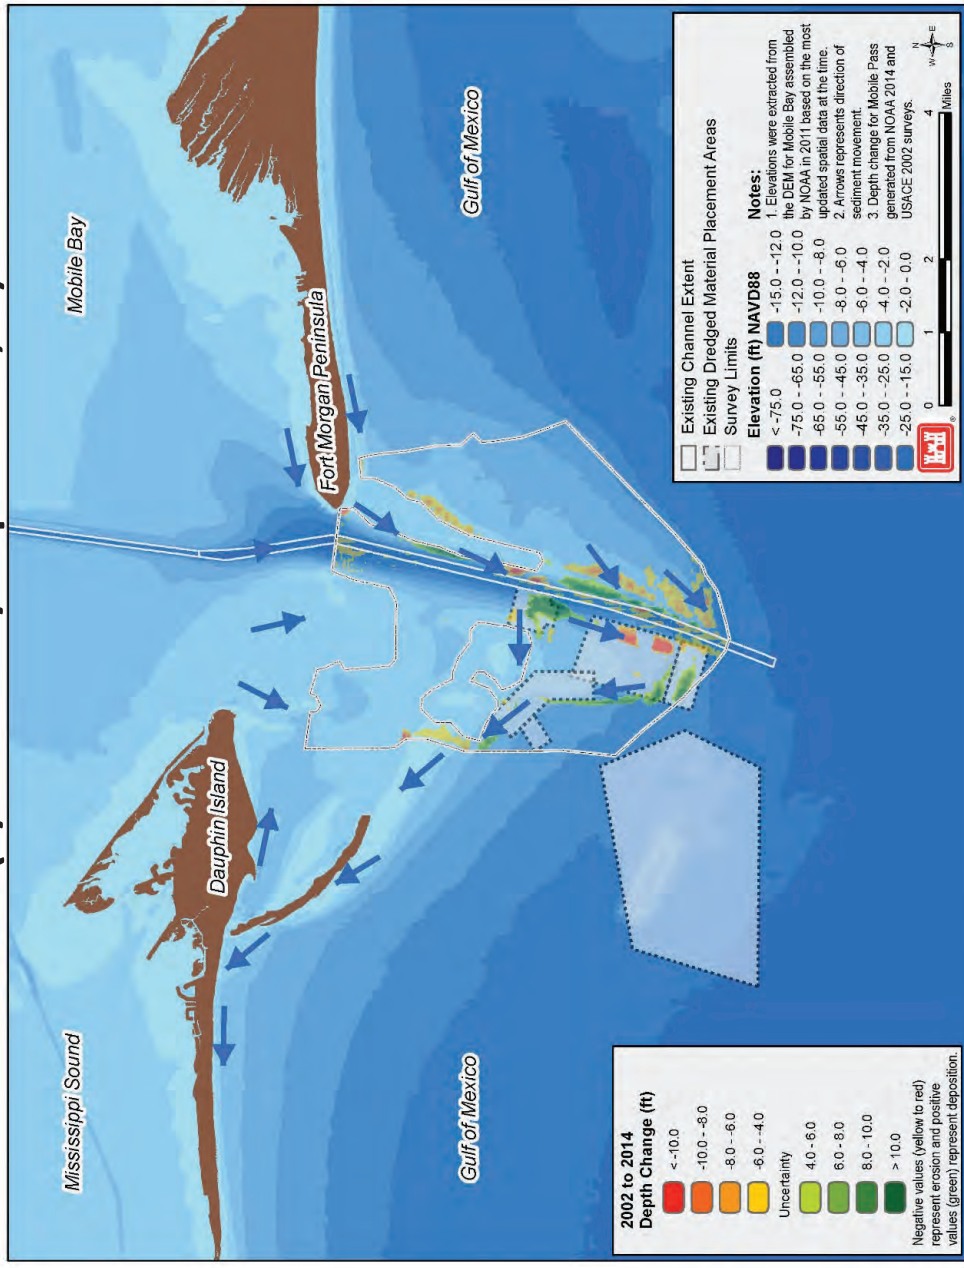 Mississippi Sound
Mobile Bay
Dauphin Island
Fort Morgan Peninsula
Gulf of Mexico
Gulf of Mexico
2002 to 2014
Depth Change (ft)
< -10.0
-10.0 - -8.0
-8.0 - -6.0
-6.0 - -4.0
Uncertainty
4.0 - 6.0
6.0 - 8.0
8.0 - 10.0
> 10.0
Negative values (yellow to red)
represent erosion and positive
values (green) represent deposition.
Existing Channel Extent
Existing Dredged Material Placement Areas
Survey Limits
Elevation (ft) NAVD88
< -75.0
-75.0 - -65.0
-65.0 - -55.0
-55.0 - -45.0
-45.0 - -35.0
-35.0 - -25.0
-25.0 - -15.0
-15.0 - -12.0
-12.0 - -10.0
-10.0 - -8.0
-8.0 - -6.0
-6.0 - -4.0
-4.0 - -2.0
-2.0 - 0.0
Notes:
1. Elevations were extracted from
the DEM for Mobile Bay assembled
by NOAA in 2011 based on the most
updated spatial data at the time.
2. Arrows represents direction of
sediment movement.
3. Depth change for Mobile Pass
generated from NOAA 2014 and
USACE 2002 surveys.
N
W
E
S
0 1 2 4
Miles
®